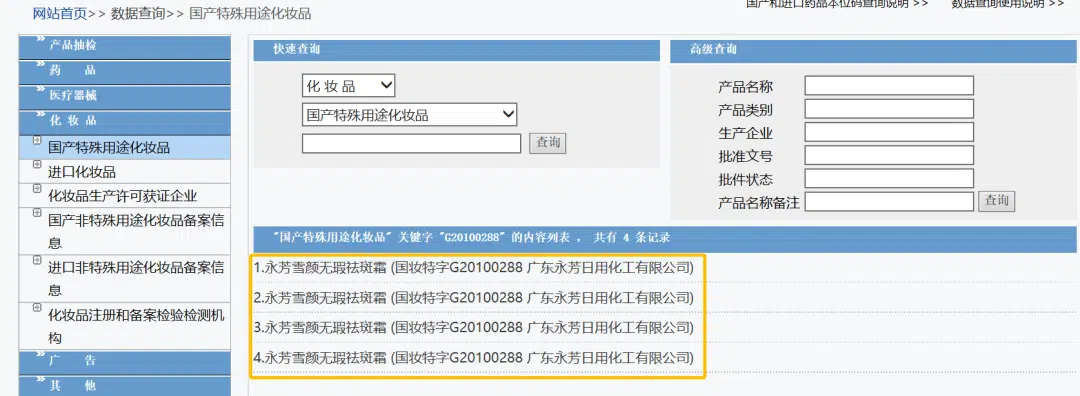 国产和进口药品本位码查询说明 >> 数据查询使用说明 >>
网站首页>> 数据查询>> 国产特殊用途化妆品
产品抽检
药 品
医疗器械
化 妆 品
国产特殊用途化妆品
进口化妆品
化妆品生产许可获证企业
国产非特殊用途化妆品备案信
息
进口非特殊用途化妆品备案信
息
化妆品注册和备案检验检测机
构
广 告
其 他
快速查询
化 妆 品
国产特殊用途化妆品
查询
高级查询
产品名称
产品类别
生产企业
批准文号
批件状态
产品名称备注
查询
"国产特殊用途化妆品" 关键字 "G20100288" 的内容列表 ， 共有 4 条记录
1.永芳雪颜无瑕祛斑霜 (国妆特字G20100288 广东永芳日用化工有限公司)
2.永芳雪颜无瑕祛斑霜 (国妆特字G20100288 广东永芳日用化工有限公司)
3.永芳雪颜无瑕祛斑霜 (国妆特字G20100288 广东永芳日用化工有限公司)
4.永芳雪颜无瑕祛斑霜 (国妆特字G20100288 广东永芳日用化工有限公司)